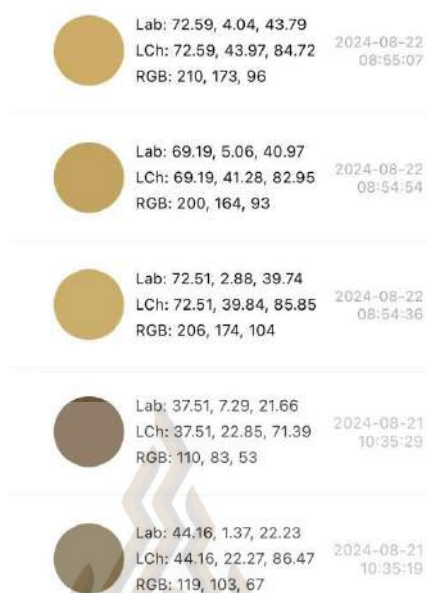 Lab: 72.59, 4.04, 43.79
LCh: 72.59, 43.97, 84.72
RGB: 210, 173, 96
2024-08-22
08:55:07
Lab: 69.19, 5.06, 40.97
LCh: 69.19, 41.28, 82.95
RGB: 200, 164, 93
2024-08-22
08:54:54
Lab: 72.51, 2.88, 39.74
LCh: 72.51, 39.84, 85.85
RGB: 206, 174, 104
2024-08-22
08:54:36
Lab: 37.51, 7.29, 21.66
LCh: 37.51, 22.85, 71.39
RGB: 110, 83, 53
2024-08-21
10:35:29
Lab: 44.16, 1.37, 22.23
LCh: 44.16, 22.27, 86.47
RGB: 119, 103, 67
2024-08-21
10:35:19